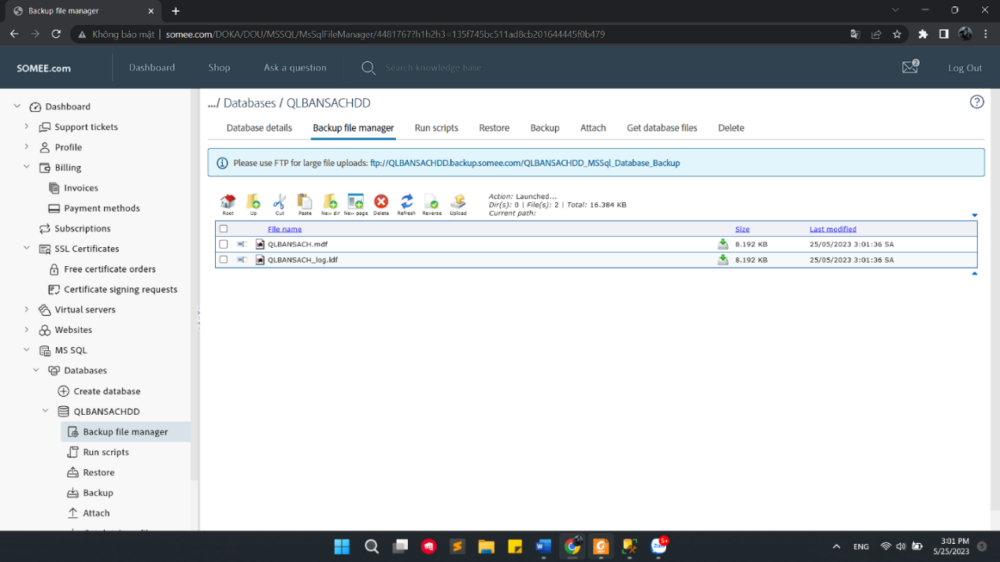 Backup file manager
Không bảo mật | somee.com/DOKA/DOU/MSSQL/MsSqlFileManager/4481767?h1h2h3=135f745bc511ad8cb201644445f0b479
SOMEE.com
Dashboard
Shop
Ask a question
Search knowledge base
2
Log Out
Dashboard
Support tickets
Profile
Billing
Invoices
Payment methods
Subscriptions
SSL Certificates
Free certificate orders
Certificate signing requests
Virtual servers
Websites
MS SQL
Databases
Create database
QLBANSACHDD
Backup file manager
Run scripts
Restore
Backup
Attach
.../ Databases / QLBANSACHDD
Database details
Backup file manager
Run scripts
Restore
Backup
Attach
Get database files
Delete
Please use FTP for large file uploads: ftp://QLBANSACHDD.backup.somee.com/QLBANSACHDD_MSSql_Database_Backup
Root
Up
Cut
Paste
New dir
New page
Delete
Refresh
Reverse
Upload
Action: Launched...
Dir(s): 0 | File(s): 2 | Total: 16.384 KB
Current path:
File name Size Last modified
QLBANSACH.mdf 8.192 KB 25/05/2023 3:01:36 SA
QLBANSACH_log.ldf 8.192 KB 25/05/2023 3:01:36 SA
5+
ENG
3:01 PM
5/25/2023
5